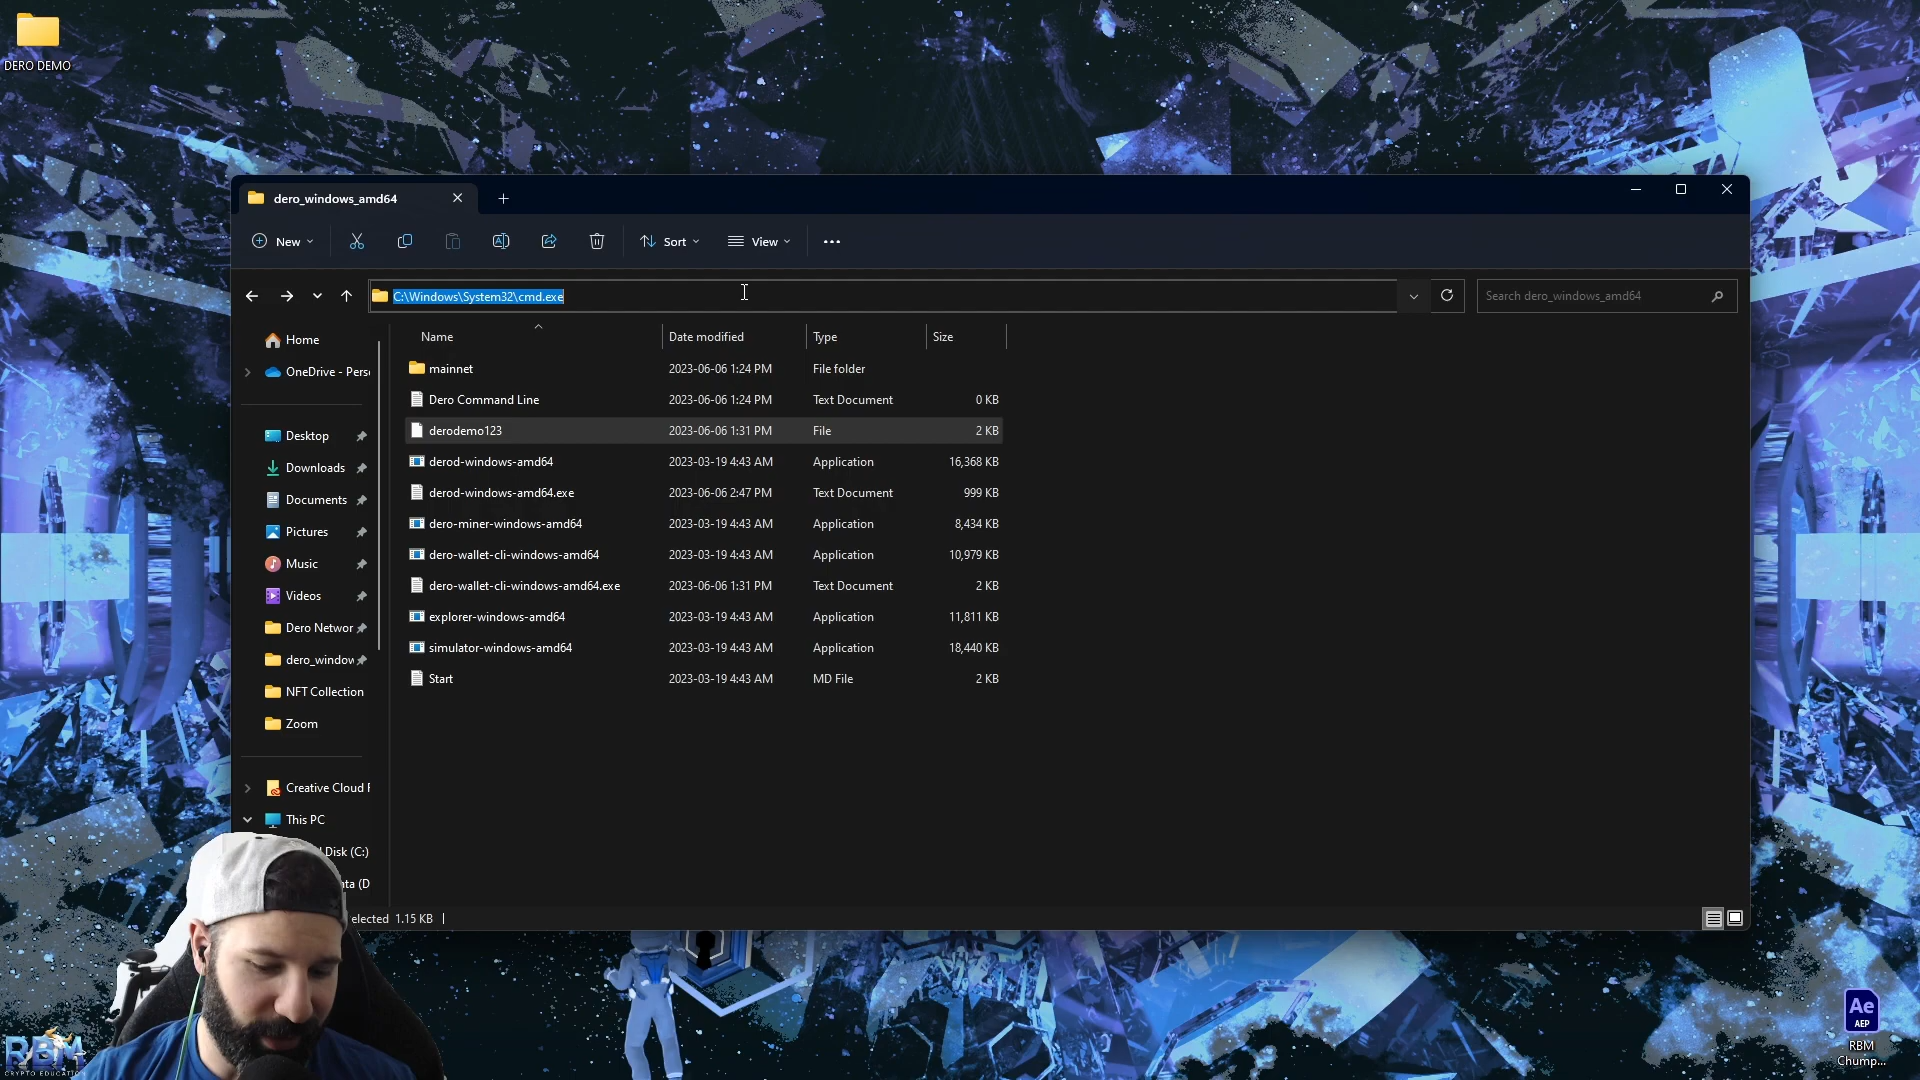 DERO DEMO
dero_windows_amd64
New
Sort
View
C:\Windows\System32\cmd.exe
Search dero_windows_amd64
Name Date modified Type Size
Home
OneDrive - Pers
Desktop
Downloads
Documents
Pictures
Music
Videos
Dero Networ
dero_window
NFT Collection
Zoom
Creative Cloud F
This PC
Disk (C:)
ata (D
mainnet 2023-06-06 1:24 PM File folder
Dero Command Line 2023-06-06 1:24 PM Text Document 0 KB
derodemo123 2023-06-06 1:31 PM File 2 KB
derod-windows-amd64 2023-03-19 4:43 AM Application 16,368 KB
derod-windows-amd64.exe 2023-06-06 2:47 PM Text Document 999 KB
dero-miner-windows-amd64 2023-03-19 4:43 AM Application 8,434 KB
dero-wallet-cli-windows-amd64 2023-03-19 4:43 AM Application 10,979 KB
dero-wallet-cli-windows-amd64.exe 2023-06-06 1:31 PM Text Document 2 KB
explorer-windows-amd64 2023-03-19 4:43 AM Application 11,811 KB
simulator-windows-amd64 2023-03-19 4:43 AM Application 18,440 KB
Start 2023-03-19 4:43 AM MD File 2 KB
elected 1.15 KB
RBM
CRYPTO EDUCATIO
Ae
AEP
RBM
Chump...